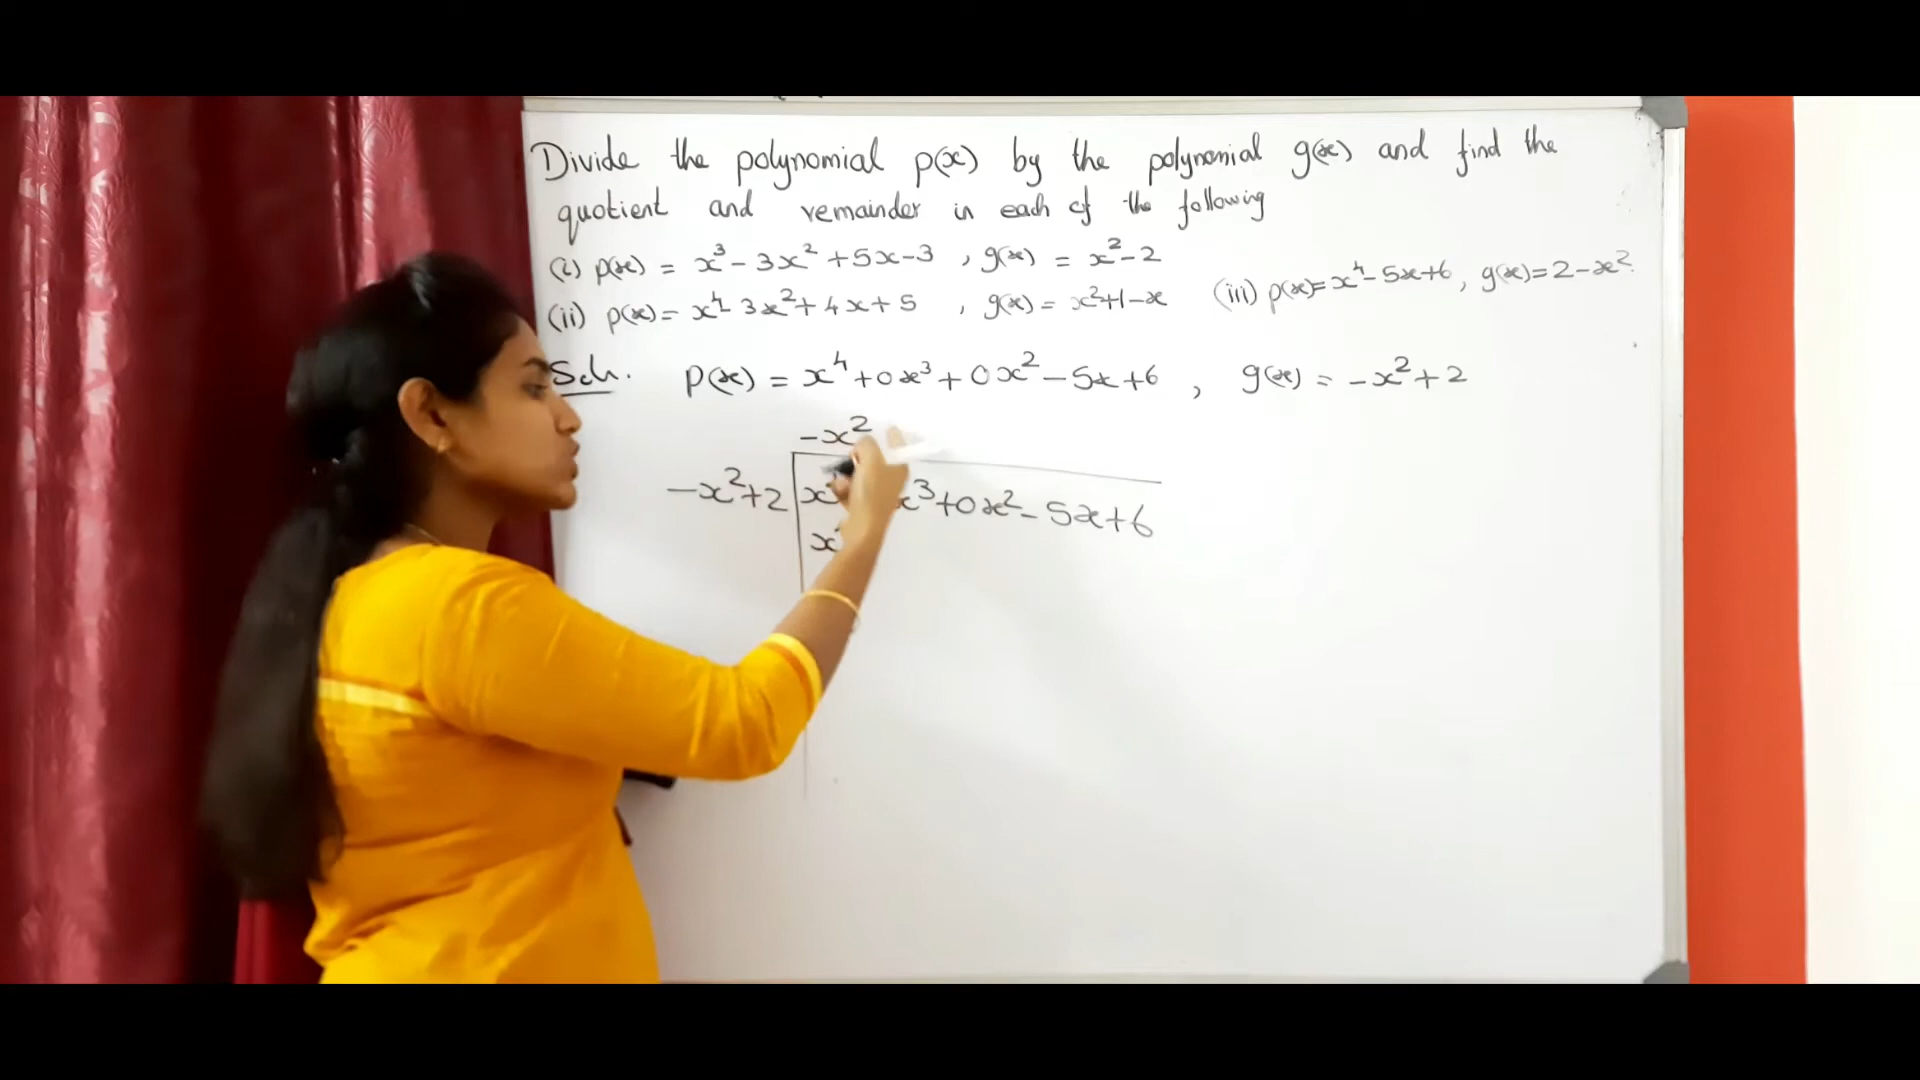 Divide the polynomial p(x) by the polynomial g(x) and find the
quotient and remainder in each of the following
(i) p(x) = x³ - 3x² + 5x - 3 , g(x) = x² - 2
(ii) p(x) = x⁴ - 3x² + 4x + 5 , g(x) = x² + 1 - x
(iii) p(x) = x⁴ - 5x + 6 , g(x) = 2 - x².
Soln. p(x) = x⁴ + 0x³ + 0x² - 5x + 6 , g(x) = -x² + 2
-x²
-x² + 2 x x³ + 0x² - 5x + 6
x